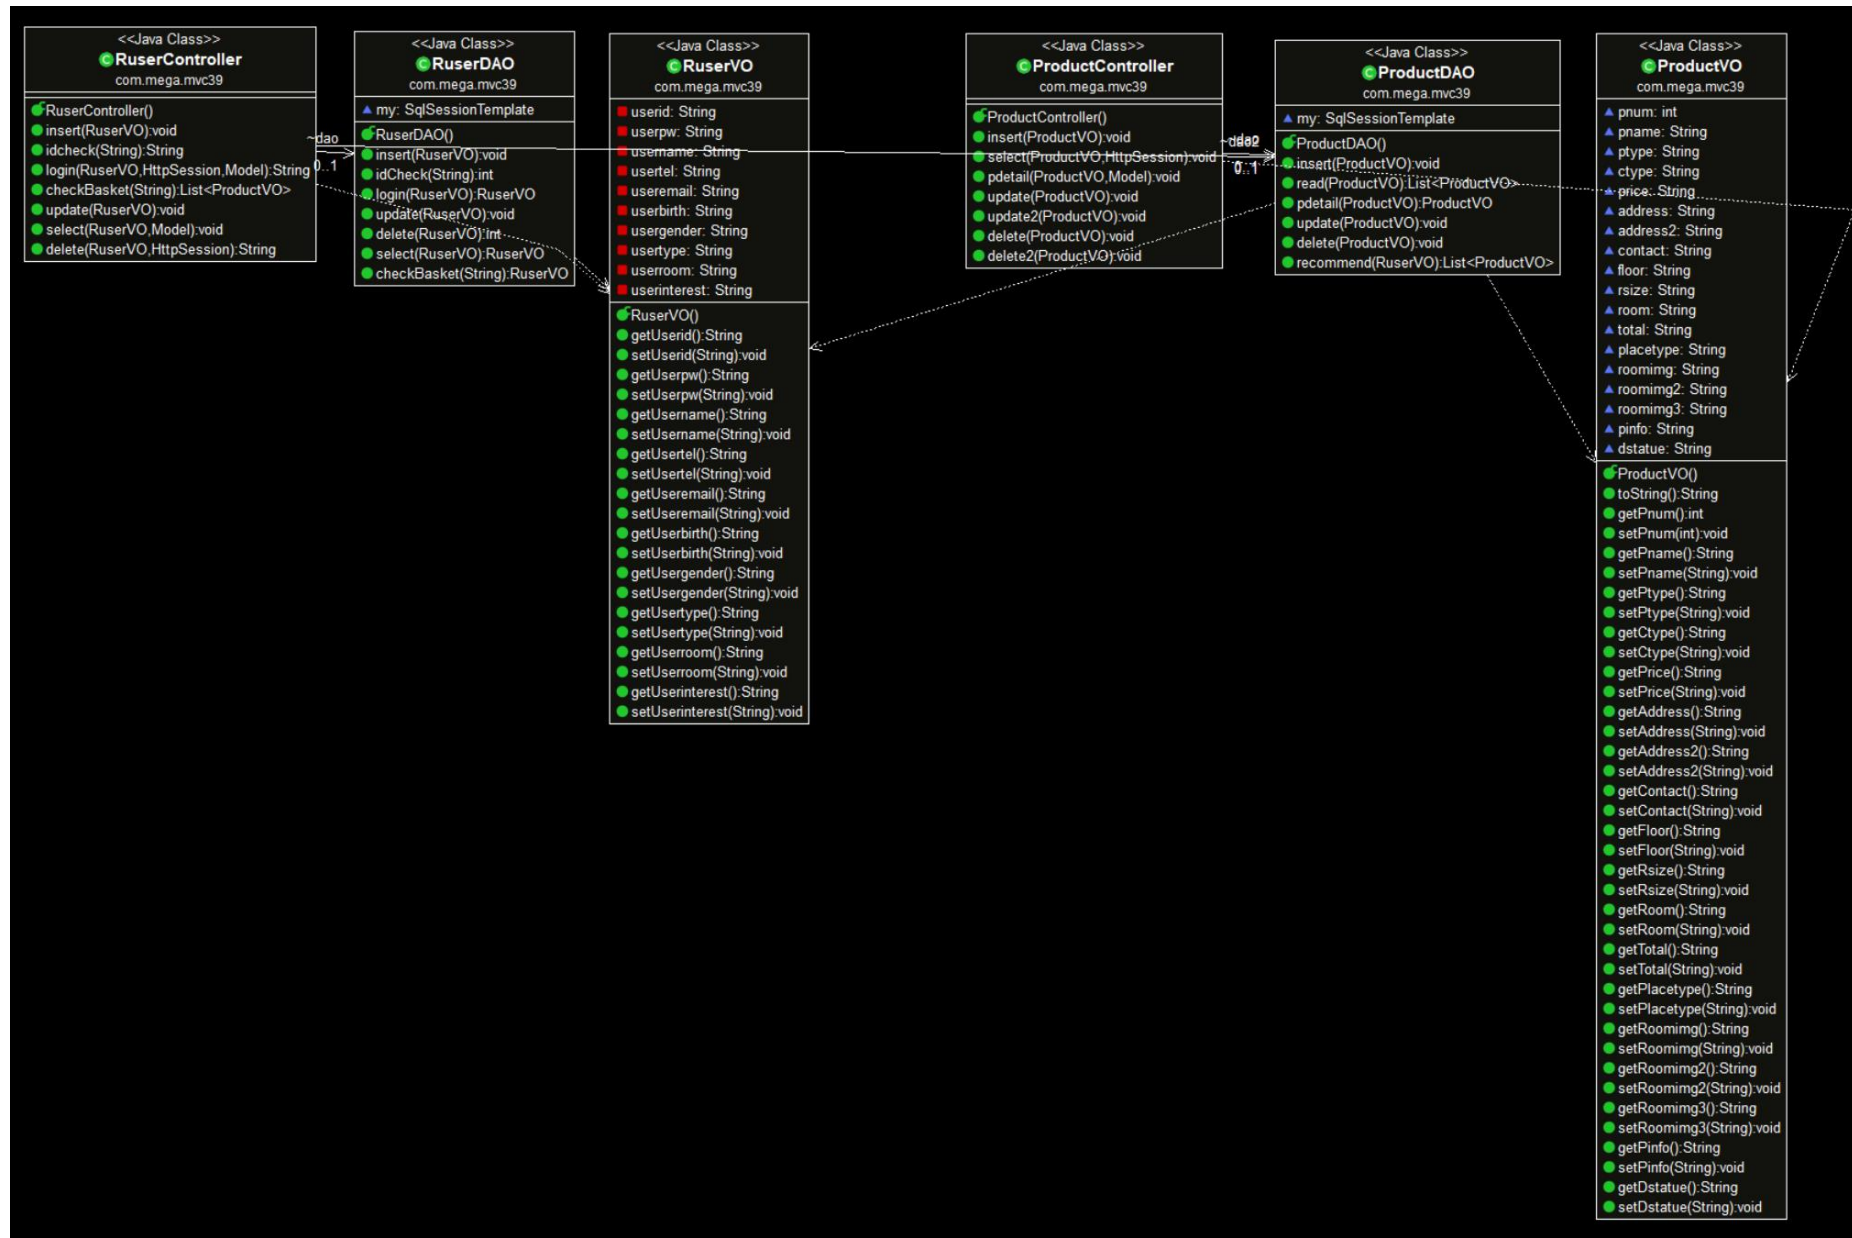 <<Java Class>>
RuserController
com.mega.mvc39
RuserController()
insert(RuserVO):void
idcheck(String):String
login(RuserVO,HttpSession,Model):String
checkBasket(String):List<ProductVO>
update(RuserVO):void
select(RuserVO,Model):void
delete(RuserVO,HttpSession):String
~dao
0..1
<<Java Class>>
RuserDAO
com.mega.mvc39
my: SqlSessionTemplate
RuserDAO()
insert(RuserVO):void
idCheck(String):int
login(RuserVO):RuserVO
update(RuserVO):void
delete(RuserVO):int
select(RuserVO):RuserVO
checkBasket(String):RuserVO
<<Java Class>>
RuserVO
com.mega.mvc39
userid: String
userpw: String
username: String
usertel: String
useremail: String
userbirth: String
usergender: String
usertype: String
userroom: String
userinterest: String
RuserVO()
getUserid():String
setUserid(String):void
getUserpw():String
setUserpw(String):void
getUsername():String
setUsername(String):void
getUsertel():String
setUsertel(String):void
getUseremail():String
setUseremail(String):void
getUserbirth():String
setUserbirth(String):void
getUsergender():String
setUsergender(String):void
getUsertype():String
setUsertype(String):void
getUserroom():String
setUserroom(String):void
getUserinterest():String
setUserinterest(String):void
<<Java Class>>
ProductController
com.mega.mvc39
ProductController()
insert(ProductVO):void
select(ProductVO,HttpSession):void
pdetail(ProductVO,Model):void
update(ProductVO):void
update2(ProductVO):void
delete(ProductVO):void
delete2(ProductVO):void
0..1
<<Java Class>>
ProductDAO
com.mega.mvc39
my: SqlSessionTemplate
ProductDAO()
insert(ProductVO):void
read(ProductVO):List<ProductVO>
pdetail(ProductVO):ProductVO
update(ProductVO):void
delete(ProductVO):void
recommend(RuserVO):List<ProductVO>
<<Java Class>>
ProductVO
com.mega.mvc39
pnum: int
pname: String
ptype: String
ctype: String
price: String
address: String
address2: String
contact: String
floor: String
rsize: String
room: String
total: String
placetype: String
roomimg: String
roomimg2: String
roomimg3: String
pinfo: String
dstatue: String
ProductVO()
toString():String
getPnum():int
setPnum(int):void
getPname():String
setPname(String):void
getPtype():String
setPtype(String):void
getCtype():String
setCtype(String):void
getPrice():String
setPrice(String):void
getAddress():String
setAddress(String):void
getAddress2():String
setAddress2(String):void
getContact():String
setContact(String):void
getFloor():String
setFloor(String):void
getRsize():String
setRsize(String):void
getRoom():String
setRoom(String):void
getTotal():String
setTotal(String):void
getPlacetype():String
setPlacetype(String):void
getRoomimg():String
setRoomimg(String):void
getRoomimg2():String
setRoomimg2(String):void
getRoomimg3():String
setRoomimg3(String):void
getPinfo():String
setPinfo(String):void
getDstatue():String
setDstatue(String):void